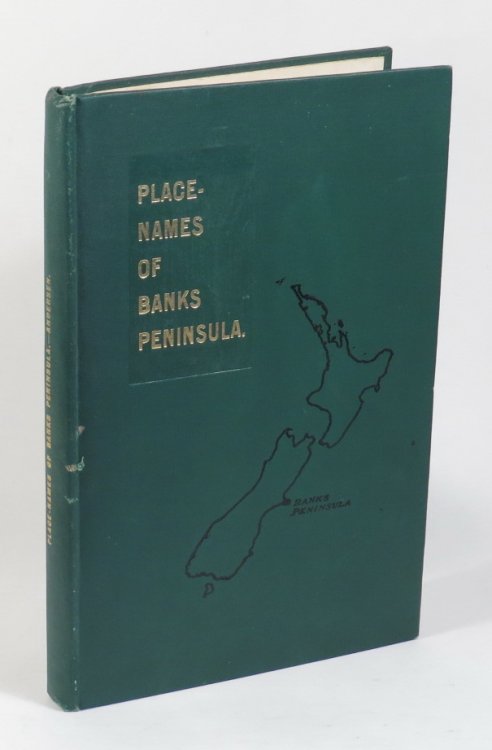 PLACE-
NAMES
OF
BANKS
PENINSULA.
BANKS
PENINSULA
PLACE-NAMES OF BANKS PENINSULA.—ANDERSEN.